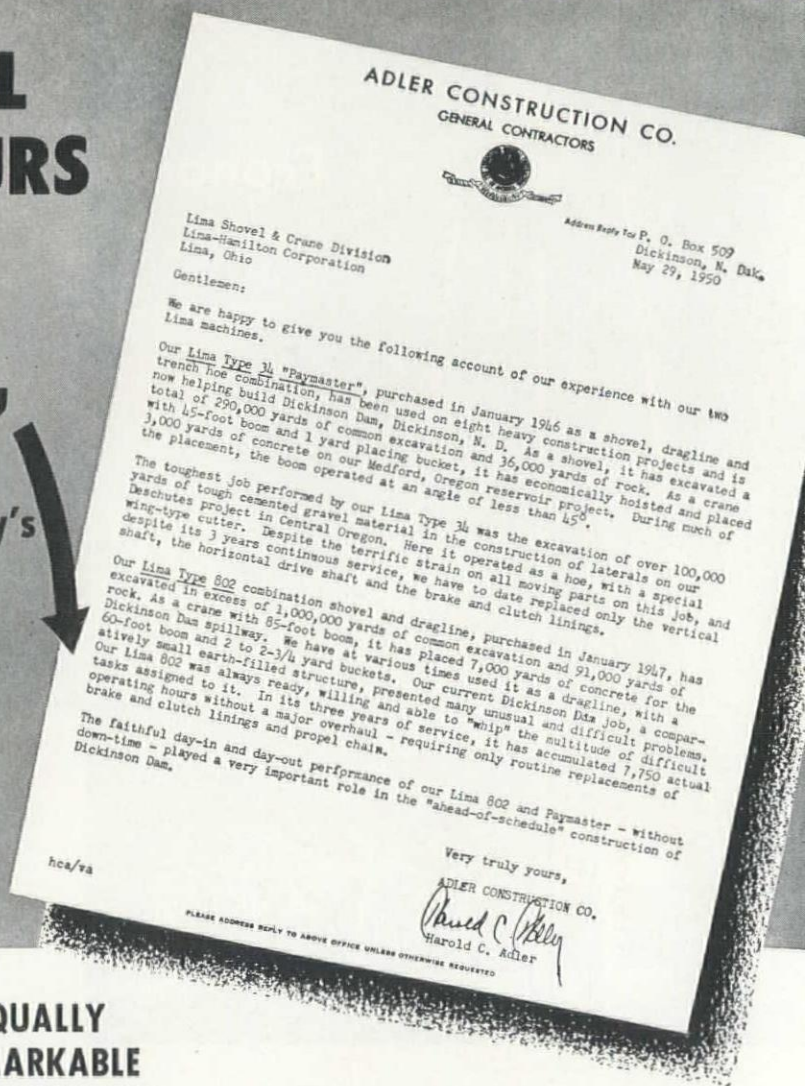 L
URS
y's
ADLER CONSTRUCTION CO.
GENERAL CONTRACTORS
Address Reply To: P. O. Box 509
Dickinson, N. Dak.
May 29, 1950
Lima Shovel & Crane Division
Lima-Hamilton Corporation
Lima, Ohio
Gentlemen:
We are happy to give you the following account of our experience with our two
Lima machines.
Our Lima Type 34 "Paymaster", purchased in January 1946 as a shovel, dragline and
trench hoe combination, has been used on eight heavy construction projects and is
now helping build Dickinson Dam, Dickinson, N. D. As a shovel, it has excavated a
total of 290,000 yards of common excavation and 36,000 yards of rock. As a crane
with 45-foot boom and 1 yard placing bucket, it has economically hoisted and placed
3,000 yards of concrete on our Medford, Oregon reservoir project. During much of
the placement, the boom operated at an angle of less than 45°.
The toughest job performed by our Lima Type 34 was the excavation of over 100,000
yards of tough cemented gravel material in the construction of laterals on our
Deschutes project in Central Oregon. Here it operated as a hoe, with a special
wing-type cutter. Despite the terrific strain on all moving parts on this job, and
despite its 3 years continuous service, we have to date replaced only the vertical
shaft, the horizontal drive shaft and the brake and clutch linings.
Our Lima Type 802 combination shovel and dragline, purchased in January 1947, has
excavated in excess of 1,000,000 yards of common excavation and 91,000 yards of
rock. As a crane with 85-foot boom, it has placed 7,000 yards of concrete for the
Dickinson Dam spillway. We have at various times used it as a dragline, with a
60-foot boom and 2 to 2-3/4 yard buckets. Our current Dickinson Dam job, a compar-
atively small earth-filled structure, presented many unusual and difficult problems.
Our Lima 802 was always ready, willing and able to "whip" the multitude of difficult
tasks assigned to it. In its three years of service, it has accumulated 7,750 actual
operating hours without a major overhaul - requiring only routine replacements of
brake and clutch linings and propel chain.
The faithful day-in and day-out performance of our Lima 802 and Paymaster - without
down-time - played a very important role in the "ahead-of-schedule" construction of
Dickinson Dam.
Very truly yours,
ADLER CONSTRUCTION CO.
Harold C. Adler
hca/va
PLEASE ADDRESS REPLY TO ABOVE OFFICE UNLESS OTHERWISE REQUESTED
QUALLY
ARKABLE